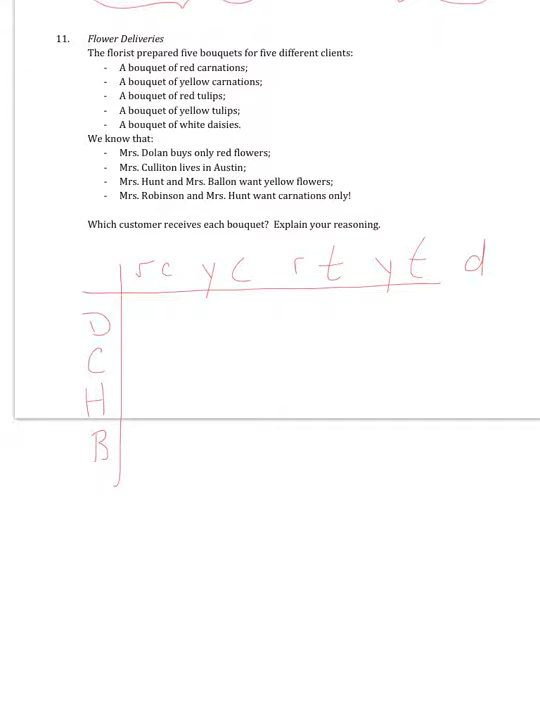 11. Flower Deliveries
The florist prepared five bouquets for five different clients:
- A bouquet of red carnations;
- A bouquet of yellow carnations;
- A bouquet of red tulips;
- A bouquet of yellow tulips;
- A bouquet of white daisies.
We know that:
- Mrs. Dolan buys only red flowers;
- Mrs. Culliton lives in Austin;
- Mrs. Hunt and Mrs. Ballon want yellow flowers;
- Mrs. Robinson and Mrs. Hunt want carnations only!
Which customer receives each bouquet? Explain your reasoning.
rc yc rt yt d
D
C
H
B